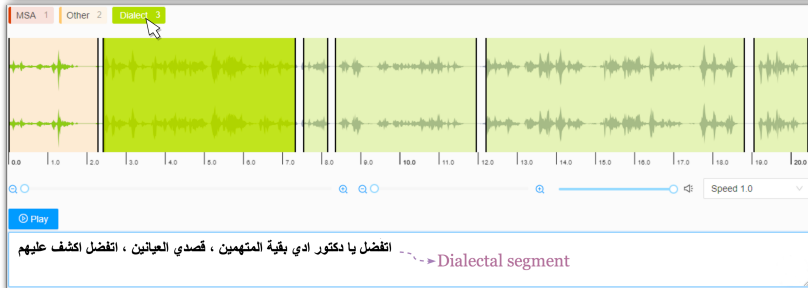 MSA 1 Other 2 Dialect 3
0.0 1.0 2.0 3.0 4.0 5.0 6.0 7.0 8.0 9.0 10.0 11.0 12.0 13.0 14.0 15.0 16.0 17.0 18.0 19.0 20.0
Speed 1.0
Play
اتفضل يا دكتور ادي بقية المتهمين ، قصدي العيانين ، اتفضل اكشف عليهم
Dialectal segment